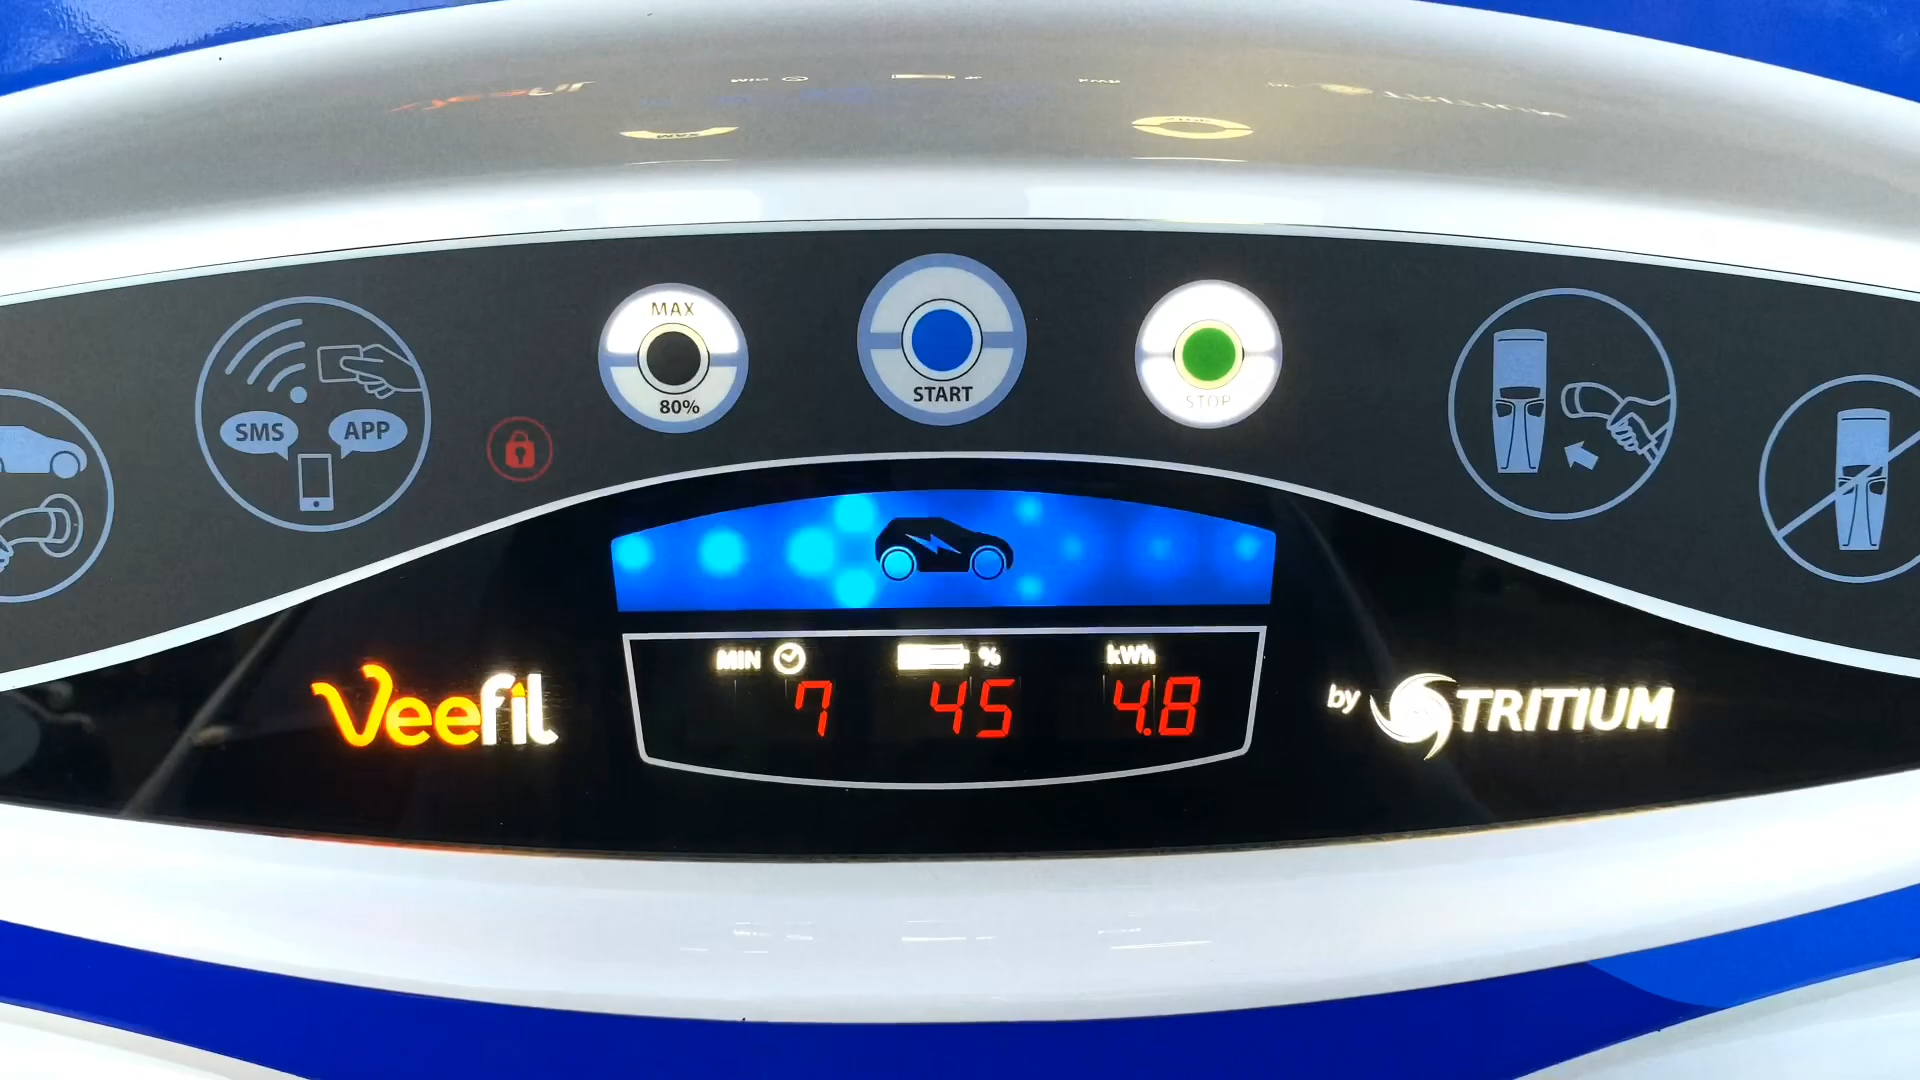 MAX
80%
START
STOP
SMS
APP
MIN
%
kWh
7
45
4.8
Veefil
by TRITIUM